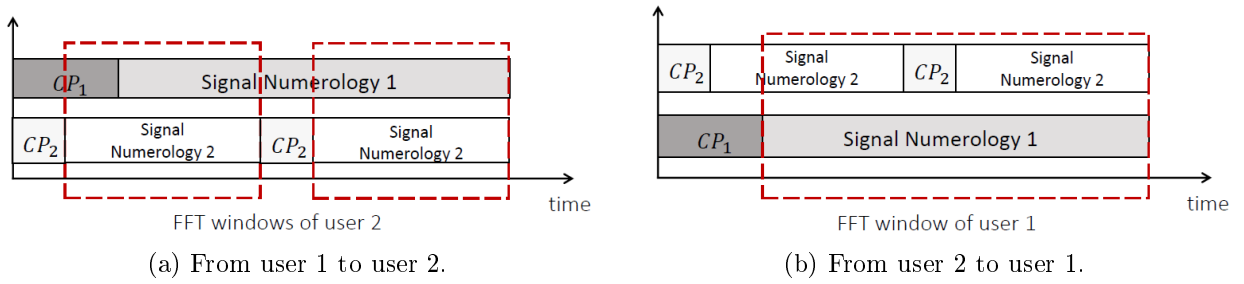 CP1
Signal Numerology 1
CP2
Signal
Numerology 2
CP2
Signal
Numerology 2
time
FFT windows of user 2
(a) From user 1 to user 2.
CP2
Signal
Numerology 2
CP2
Signal
Numerology 2
CP1
Signal Numerology 1
time
FFT window of user 1
(b) From user 2 to user 1.